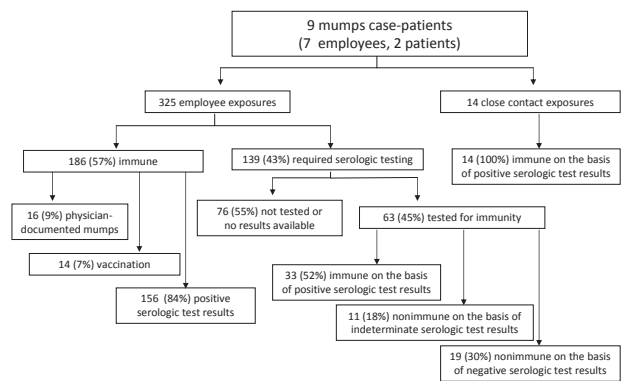 9 mumps case-patients
(7 employees, 2 patients)
325 employee exposures
14 close contact exposures
186 (57%) immune
139 (43%) required serologic testing
14 (100%) immune on the basis
of positive serologic test results
16 (9%) physician-
documented mumps
76 (55%) not tested or
no results available
63 (45%) tested for immunity
14 (7%) vaccination
33 (52%) immune on the basis
of positive serologic test results
156 (84%) positive
serologic test results
11 (18%) nonimmune on the basis of
indeterminate serologic test results
19 (30%) nonimmune on the basis
of negative serologic test results